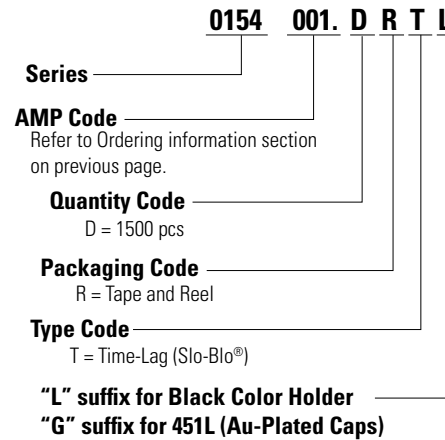 0154 001. D R T L
Series
AMP Code
Refer to Ordering information section
on previous page.
Quantity Code
D = 1500 pcs
Packaging Code
R = Tape and Reel
Type Code
T = Time-Lag (Slo-Blo®)
“L” suffix for Black Color Holder
“G” suffix for 451L (Au-Plated Caps)